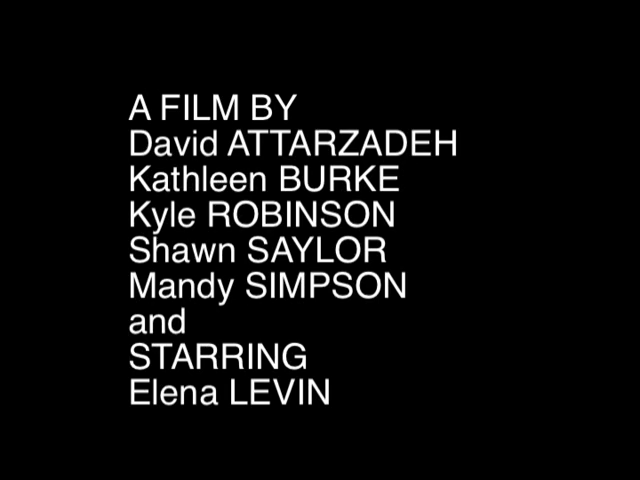 A FILM BY
David ATTARZADEH
Kathleen BURKE
Kyle ROBINSON
Shawn SAYLOR
Mandy SIMPSON
and
STARRING
Elena LEVIN